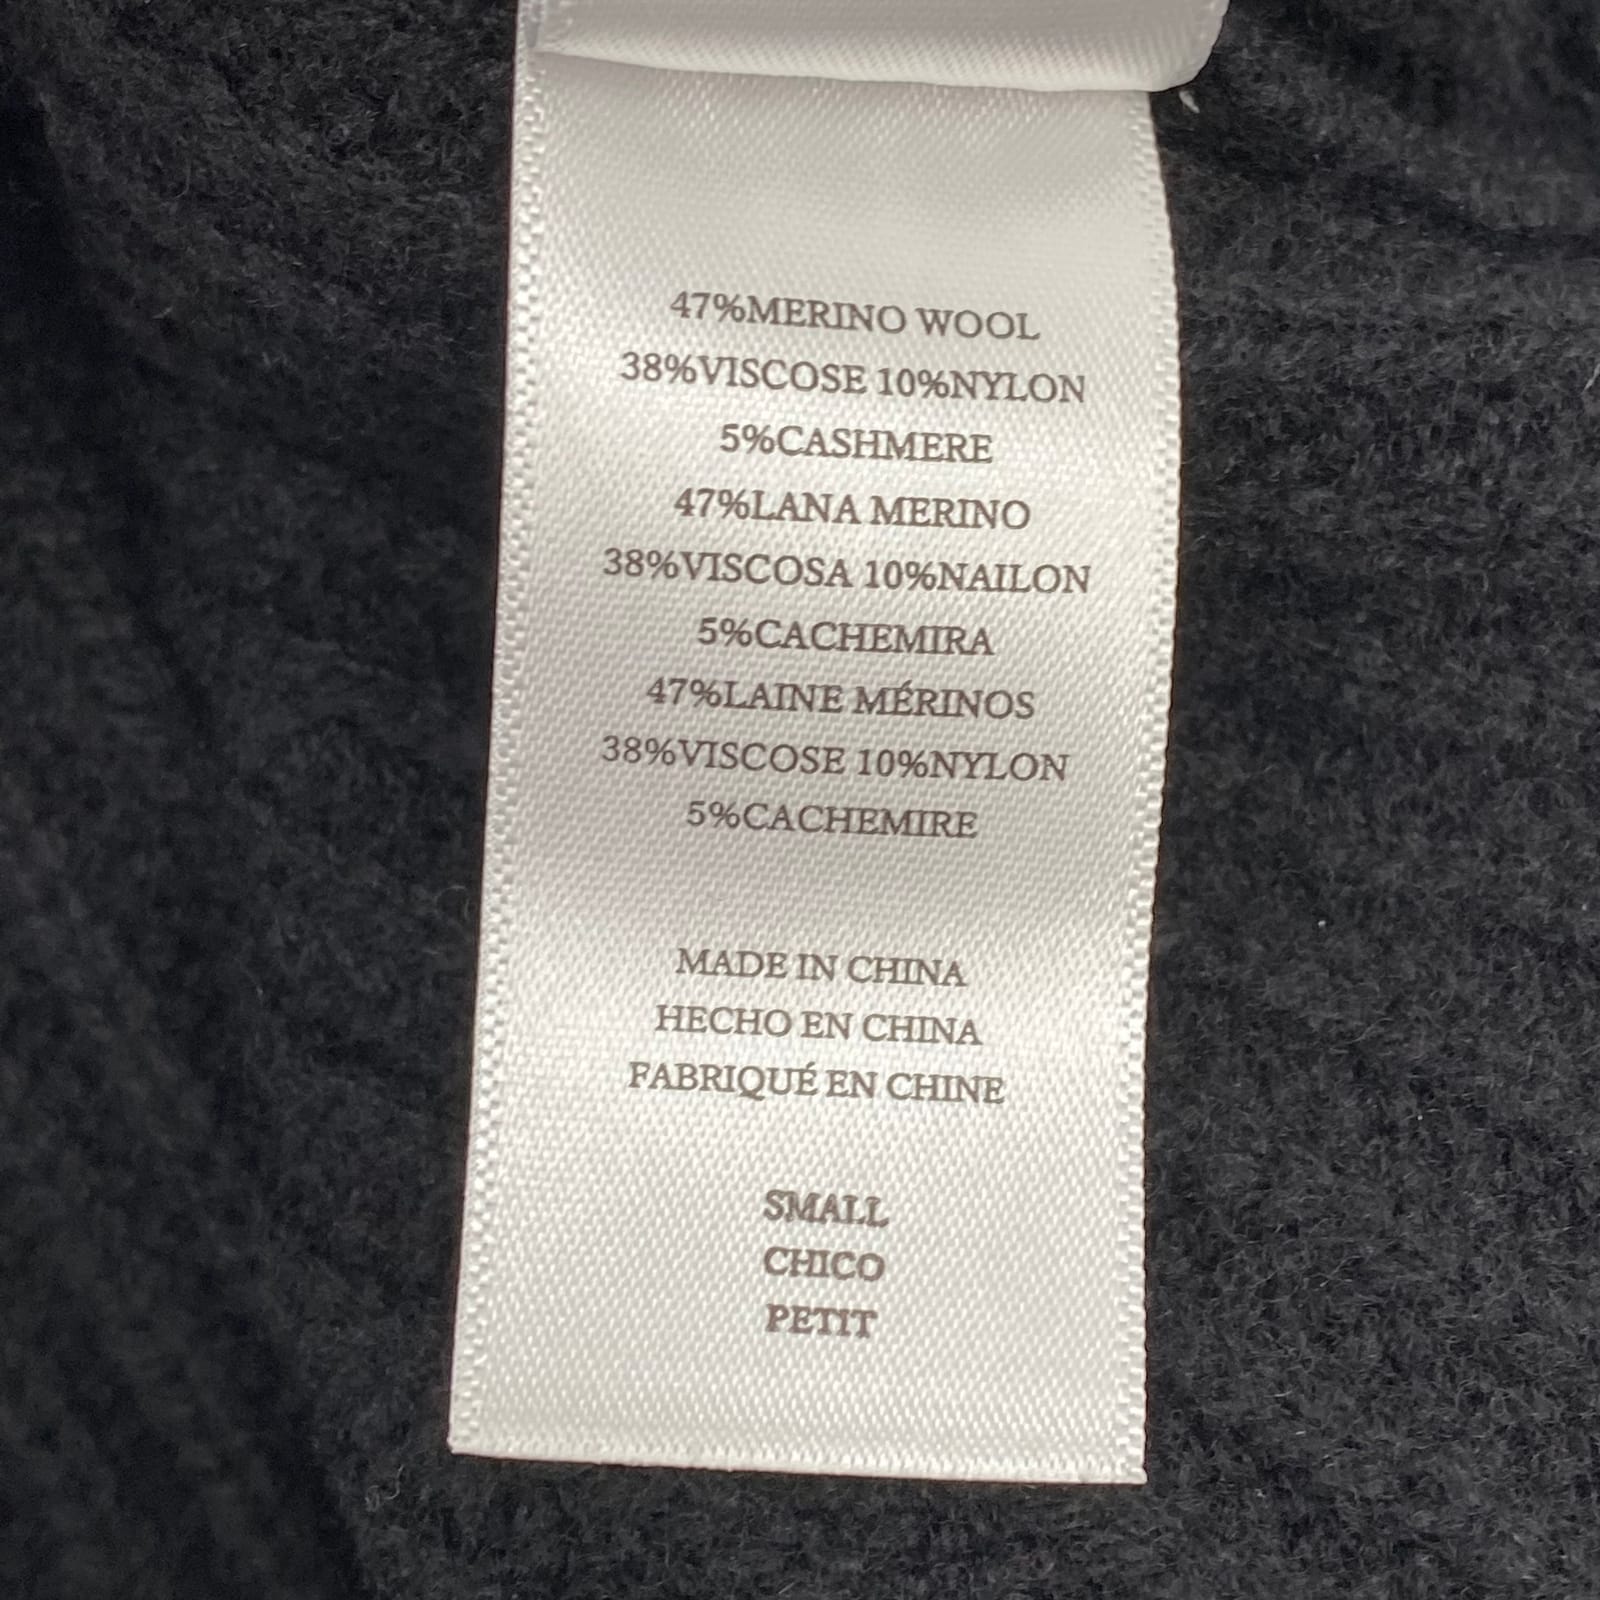 47%MERINO WOOL
38%VISCOSE 10%NYLON
5%CASHMERE
47%LANA MERINO
38%VISCOSA 10%NAILON
5%CACHEMIRA
47%LAINE MÉRINOS
38%VISCOSE 10%NYLON
5%CACHEMIRE
MADE IN CHINA
HECHO EN CHINA
FABRIQUÉ EN CHINE
SMALL
CHICO
PETIT